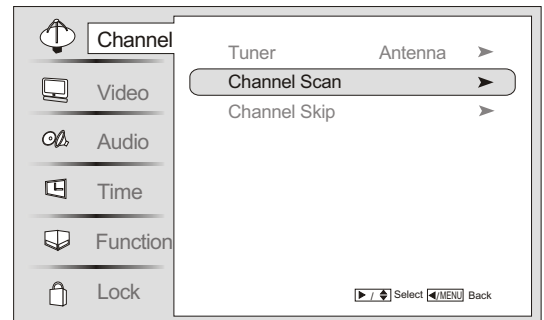 Channel
Video
Audio
Time
Function
Lock
Tuner Antenna ➤
Channel Scan ➤
Channel Skip ➤
▶ / ◆ Select ◀/MENU Back